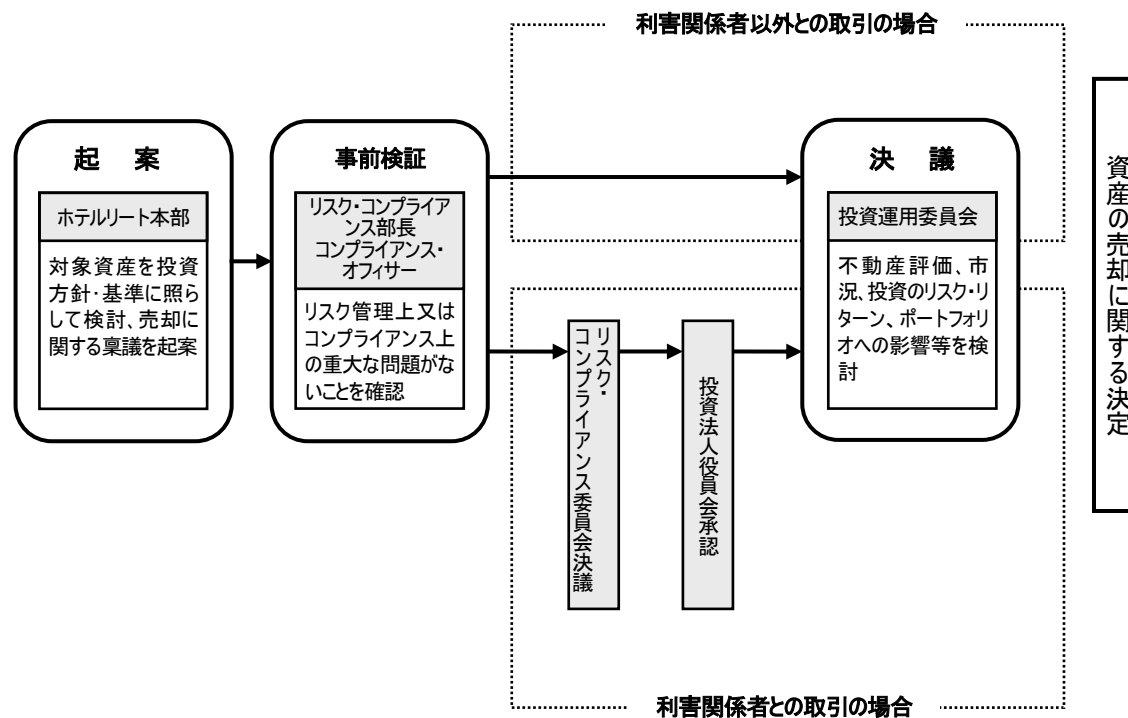 利害関係者以外との取引の場合
起　案
ホテルリート本部
対象資産を投資
方針・基準に照ら
して検討、売却に
関する稟議を起案
事前検証
リスク・コンプライア
ンス部長
コンプライアンス・
オフィサー
リスク管理上又は
コンプライアンス上
の重大な問題がな
いことを確認
リスク・
コンプライアンス委員会決議
投資法人役員会承認
決　議
投資運用委員会
不動産評価、市
況、投資のリスク・リ
ターン、ポートフォリ
オへの影響等を検
討
資産の売却に関する決定
利害関係者との取引の場合